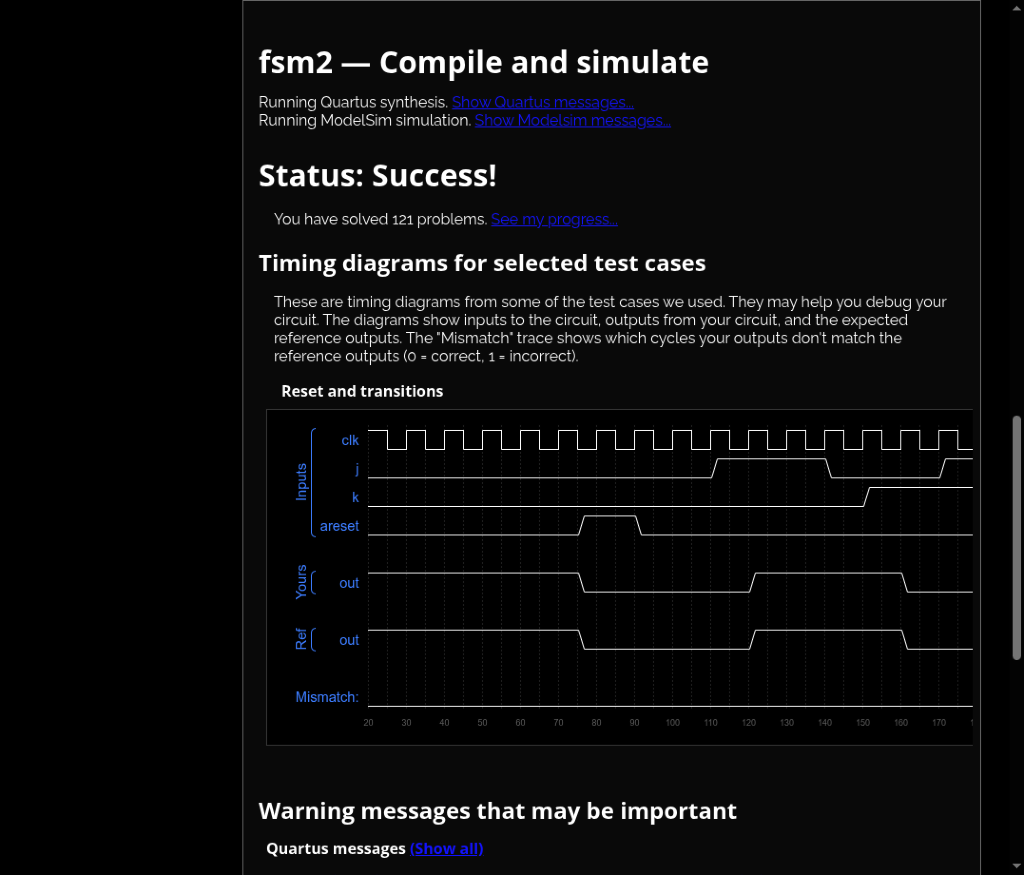 fsm2 — Compile and simulate
Running Quartus synthesis. Show Quartus messages...
Running ModelSim simulation. Show Modelsim messages...
Status: Success!
You have solved 121 problems. See my progress...
Timing diagrams for selected test cases
These are timing diagrams from some of the test cases we used. They may help you debug your
circuit. The diagrams show inputs to the circuit, outputs from your circuit, and the expected
reference outputs. The "Mismatch" trace shows which cycles your outputs don't match the
reference outputs (0 = correct, 1 = incorrect).
Reset and transitions
Inputs
clk
j
k
areset
Yours
out
Ref
out
Mismatch:
20 30 40 50 60 70 80 90 100 110 120 130 140 150 160 170
Warning messages that may be important
Quartus messages (Show all)